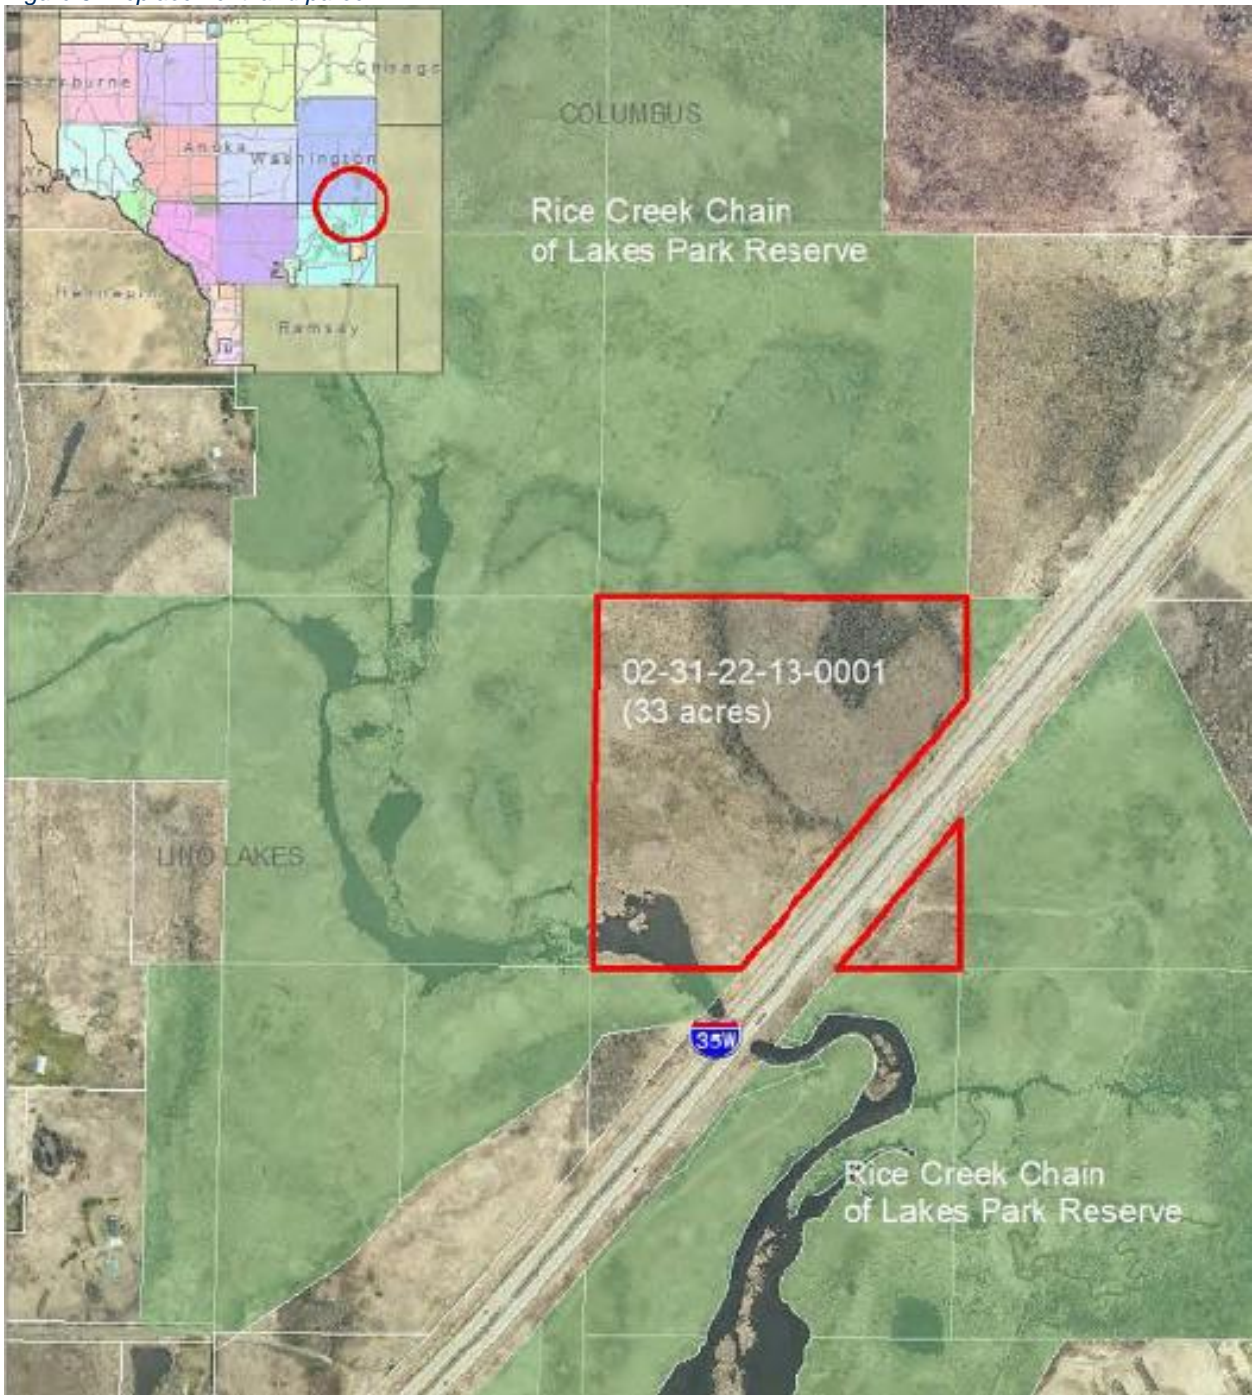 COLUMBUS
Rice Creek Chain
of Lakes Park Reserve
Chisago
Anoka
Washington
Hennepin
Ramsey
02-31-22-13-0001
(33 acres)
LINO LAKES
35W
Rice Creek Chain
of Lakes Park Reserve